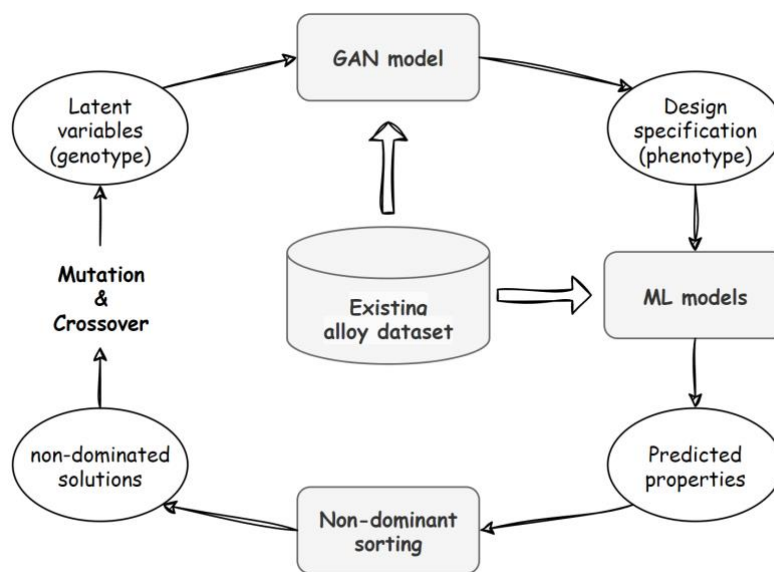 GAN model
Latent
variables
(genotype)
Design
specification
(phenotype)
Mutation
&
Crossover
Existing
alloy dataset
ML models
non-dominated
solutions
Predicted
properties
Non-dominant
sorting